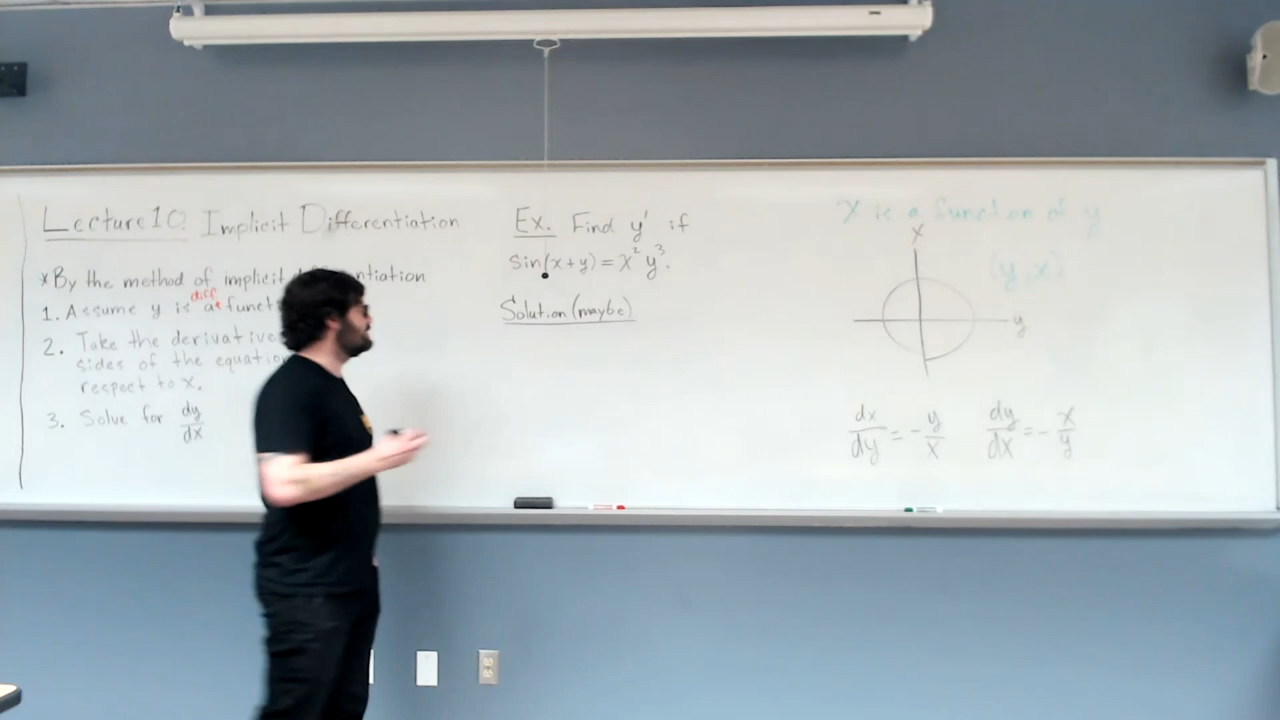 Lecture 10: Implicit Differentiation
*By the method of implicit
1. Assume y is a diff
2. Take the derivative
sides of the
respect to x.
3. Solve for dy/dx
Ex. Find y' if
sin(x+y) = x² y³.
Solution (maybe)
x is a function of y
(y, x)
x
y
dx/dy = - y/x dy/dx = - x/y